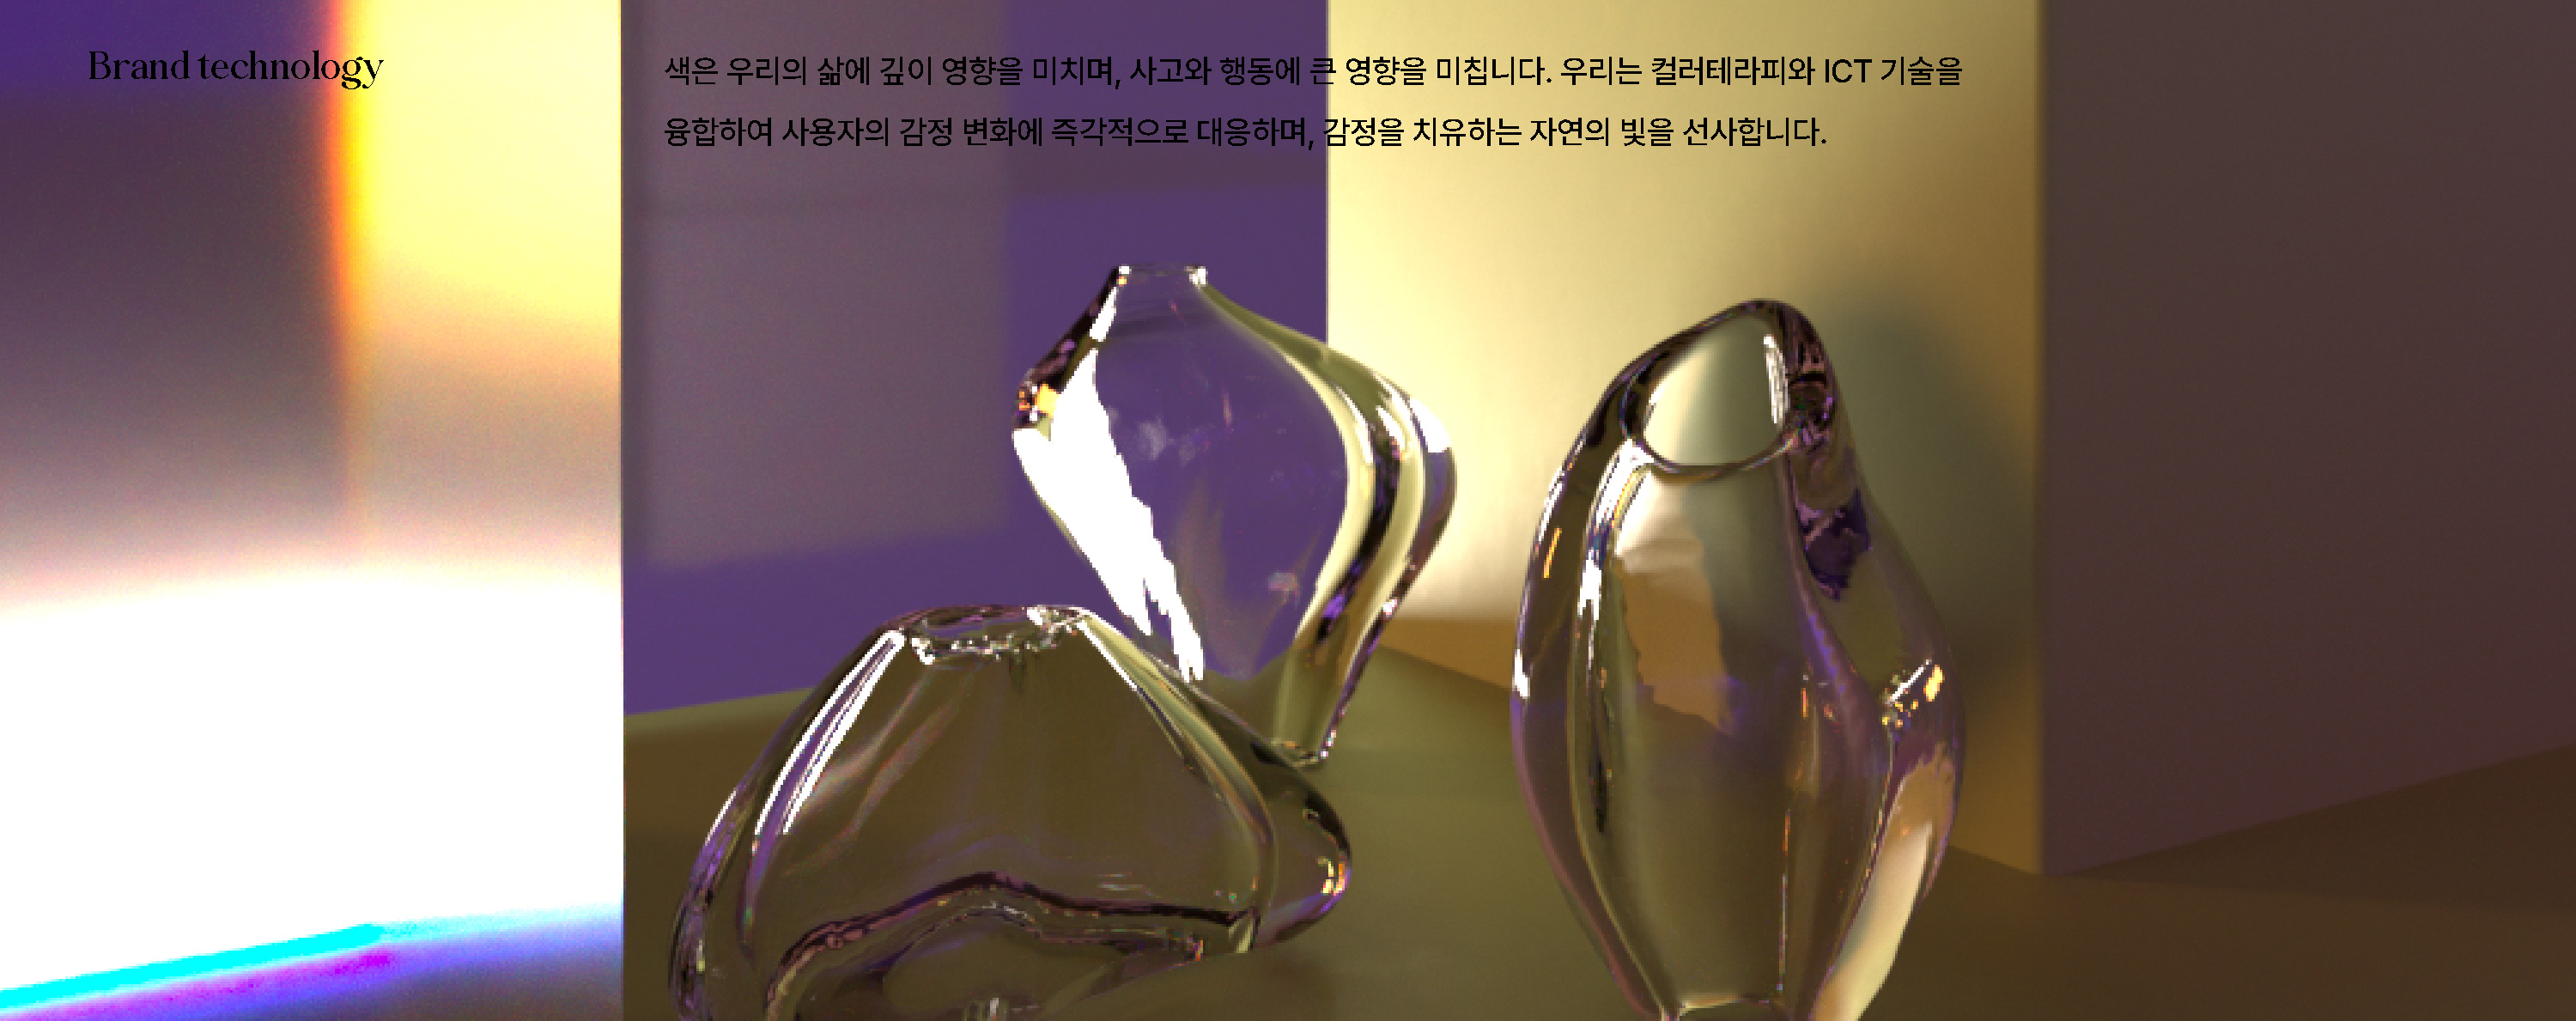 Brand technology
색은 우리의 삶에 깊이 영향을 미치며, 사고와 행동에 큰 영향을 미칩니다. 우리는 컬러테라피와 ICT 기술을
융합하여 사용자의 감정 변화에 즉각적으로 대응하며, 감정을 치유하는 자연의 빛을 선사합니다.